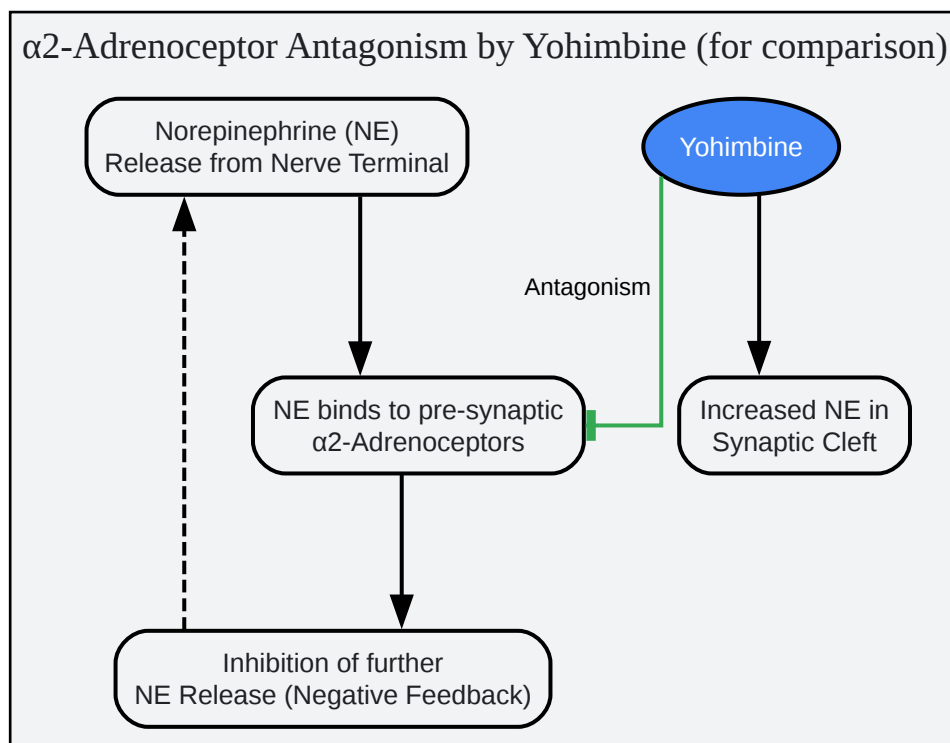 α2-Adrenoceptor Antagonism by Yohimbine (for comparison)
Norepinephrine (NE)
Release from Nerve Terminal
Yohimbine
Antagonism
NE binds to pre-synaptic
α2-Adrenoceptors
Increased NE in
Synaptic Cleft
Inhibition of further
NE Release (Negative Feedback)